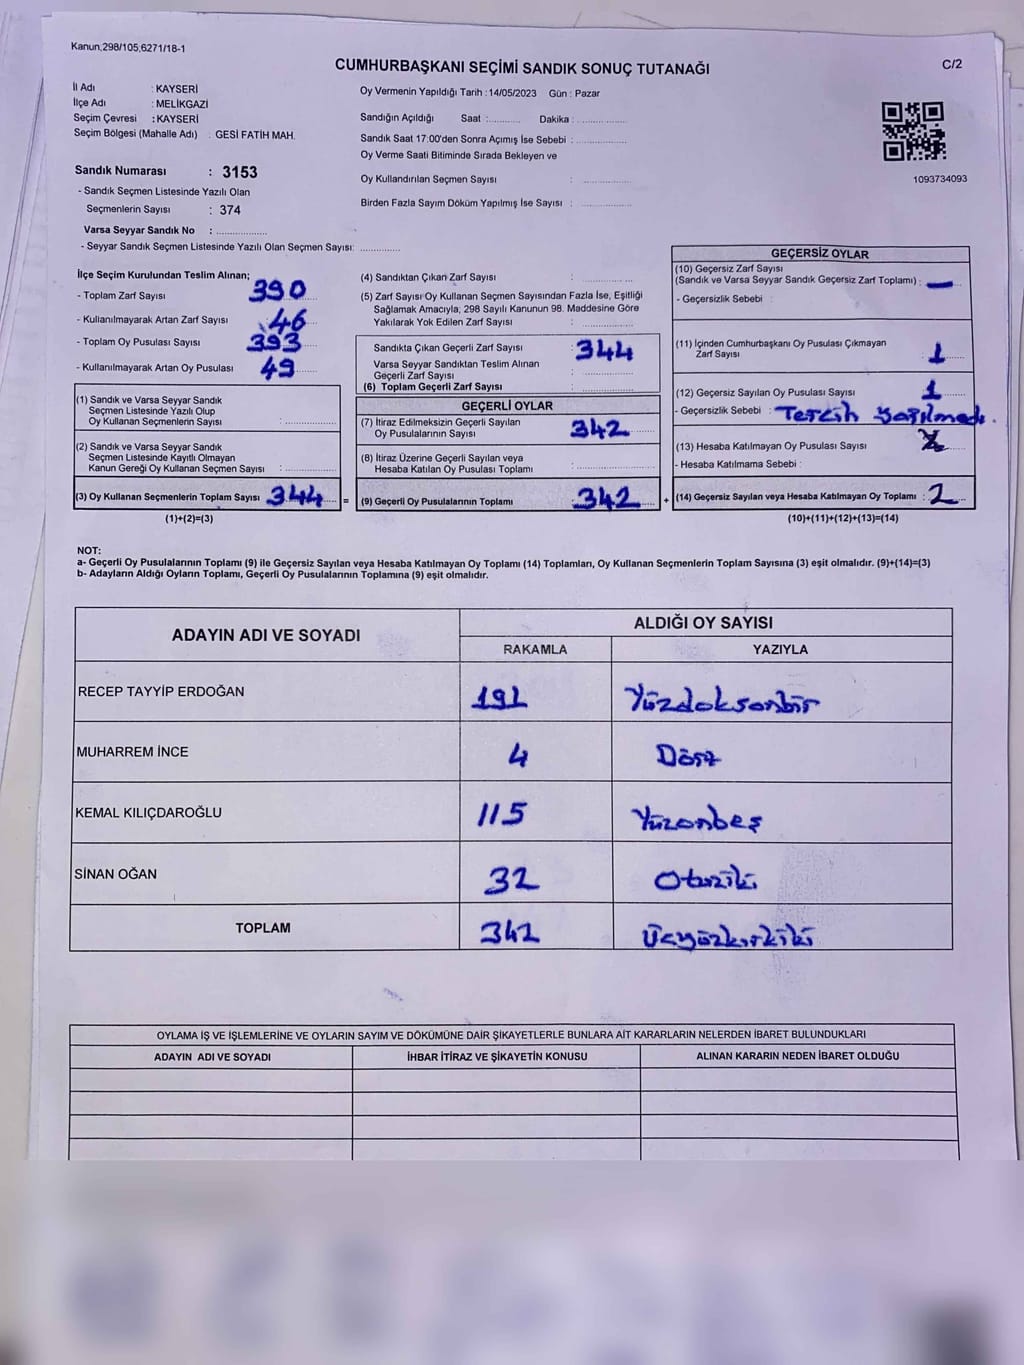 Kanun,298/105,6271/18-1
C/2
CUMHURBAŞKANI SEÇİMİ SANDIK SONUÇ TUTANAĞI
İl Adı : KAYSERİ
İlçe Adı : MELİKGAZİ
Seçim Çevresi : KAYSERİ
Seçim Bölgesi (Mahalle Adı) : GESİ FATİH MAH.
Sandık Numarası : 3153
- Sandık Seçmen Listesinde Yazılı Olan
Seçmenlerin Sayısı : 374
Varsa Seyyar Sandık No : ..................
- Seyyar Sandık Seçmen Listesinde Yazılı Olan Seçmen Sayısı: ..............
Oy Vermenin Yapıldığı Tarih : 14/05/2023 Gün : Pazar
Sandığın Açıldığı Saat : ............ Dakika : ..................
Sandık Saat 17:00'den Sonra Açımış İse Sebebi : ..................
Oy Verme Saati Bitiminde Sırada Bekleyen ve
Oy Kullandırılan Seçmen Sayısı : ..................
Birden Fazla Sayım Döküm Yapılmış İse Sayısı : ..................
1093734093
İlçe Seçim Kurulundan Teslim Alınan;
- Toplam Zarf Sayısı : 390
- Kullanılmayarak Artan Zarf Sayısı : 46
- Toplam Oy Pusulası Sayısı : 393
- Kullanılmayarak Artan Oy Pusulası : 49
(1) Sandık ve Varsa Seyyar Sandık
Seçmen Listesinde Yazılı Olup
Oy Kullanan Seçmenlerin Sayısı : ..................
(2) Sandık ve Varsa Seyyar Sandık
Seçmen Listesinde Kayıtlı Olmayan
Kanun Gereği Oy Kullanan Seçmen Sayısı : ..................
(3) Oy Kullanan Seçmenlerin Toplam Sayısı : 344 =
(1)+(2)=(3)
(4) Sandıktan Çıkan Zarf Sayısı : ..................
(5) Zarf Sayısı Oy Kullanan Seçmen Sayısından Fazla İse, Eşitliği
Sağlamak Amacıyla, 298 Sayılı Kanunun 98. Maddesine Göre
Yakılarak Yok Edilen Zarf Sayısı : ..................
Sandıkta Çıkan Geçerli Zarf Sayısı : 344
Varsa Seyyar Sandıktan Teslim Alınan
Geçerli Zarf Sayısı : ..................
(6) Toplam Geçerli Zarf Sayısı : ..................
GEÇERLİ OYLAR
(7) İtiraz Edilmeksizin Geçerli Sayılan
Oy Pusulalarının Sayısı : 342
(8) İtiraz Üzerine Geçerli Sayılan veya
Hesaba Katılan Oy Pusulası Toplamı : ..................
(9) Geçerli Oy Pusulalarının Toplamı : 342 +
GEÇERSİZ OYLAR
(10) Geçersiz Zarf Sayısı
(Sandık ve Varsa Seyyar Sandık Geçersiz Zarf Toplamı) : —
- Geçersizlik Sebebi :
(11) İçinden Cumhurbaşkanı Oy Pusulası Çıkmayan
Zarf Sayısı : 1
(12) Geçersiz Sayılan Oy Pusulası Sayısı : 1
- Geçersizlik Sebebi : Tercih Yapılmadı.
(13) Hesaba Katılmayan Oy Pusulası Sayısı :
- Hesaba Katılmama Sebebi :
(14) Geçersiz Sayılan veya Hesaba Katılmayan Oy Toplamı : 2
(10)+(11)+(12)+(13)=(14)
NOT:
a- Geçerli Oy Pusulalarının Toplamı (9) ile Geçersiz Sayılan veya Hesaba Katılmayan Oy Toplamı (14) Toplamları, Oy Kullanan Seçmenlerin Toplam Sayısına (3) eşit olmalıdır. (9)+(14)=(3)
b- Adayların Aldığı Oyların Toplamı, Geçerli Oy Pusulalarının Toplamına (9) eşit olmalıdır.
ADAYIN ADI VE SOYADI
ALDIĞI OY SAYISI
RAKAMLA YAZIYLA
RECEP TAYYİP ERDOĞAN 191 Yüzdoksanbir
MUHARREM İNCE 4 Dört
KEMAL KILIÇDAROĞLU 115 Yüzonbeş
SİNAN OĞAN 32 Otuziki
TOPLAM 342 Üçyüzkırkiki
OYLAMA İŞ VE İŞLEMLERİNE VE OYLARIN SAYIM VE DÖKÜMÜNE DAİR ŞİKAYETLERLE BUNLARA AİT KARARLARIN NELERDEN İBARET BULUNDUKLARI
ADAYIN ADI VE SOYADI İHBAR İTİRAZ VE ŞİKAYETİN KONUSU ALINAN KARARIN NEDEN İBARET OLDUĞU